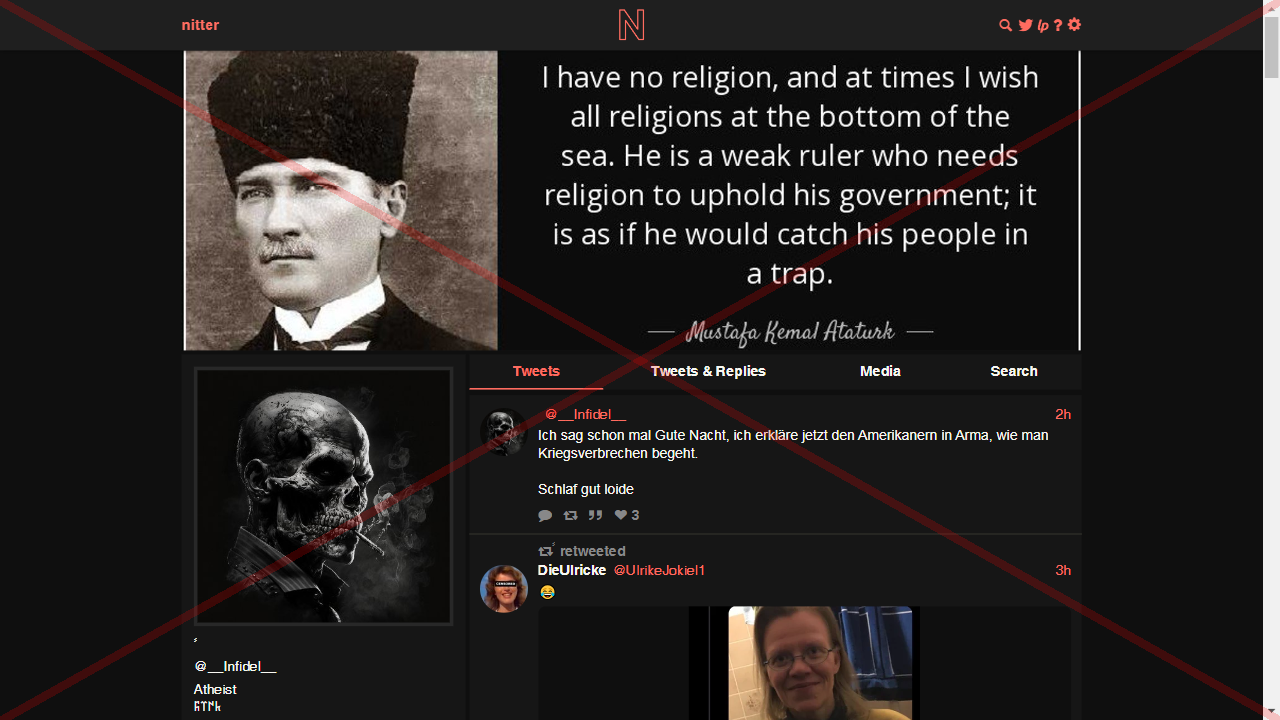 nitter
N
lp ?
I have no religion, and at times I wish
all religions at the bottom of the
sea. He is a weak ruler who needs
religion to uphold his government; it
is as if he would catch his people in
a trap.
Mustafa Kemal Ataturk
Tweets Tweets & Replies Media Search
@__Infidel__ 2h
Ich sag schon mal Gute Nacht, ich erkläre jetzt den Amerikanern in Arma, wie man
Kriegsverbrechen begeht.
Schlaf gut loide
3
retweeted
DieUlricke @UlrikeJokiel1 3h
CENSORED
😂
@__Infidel__
Atheist